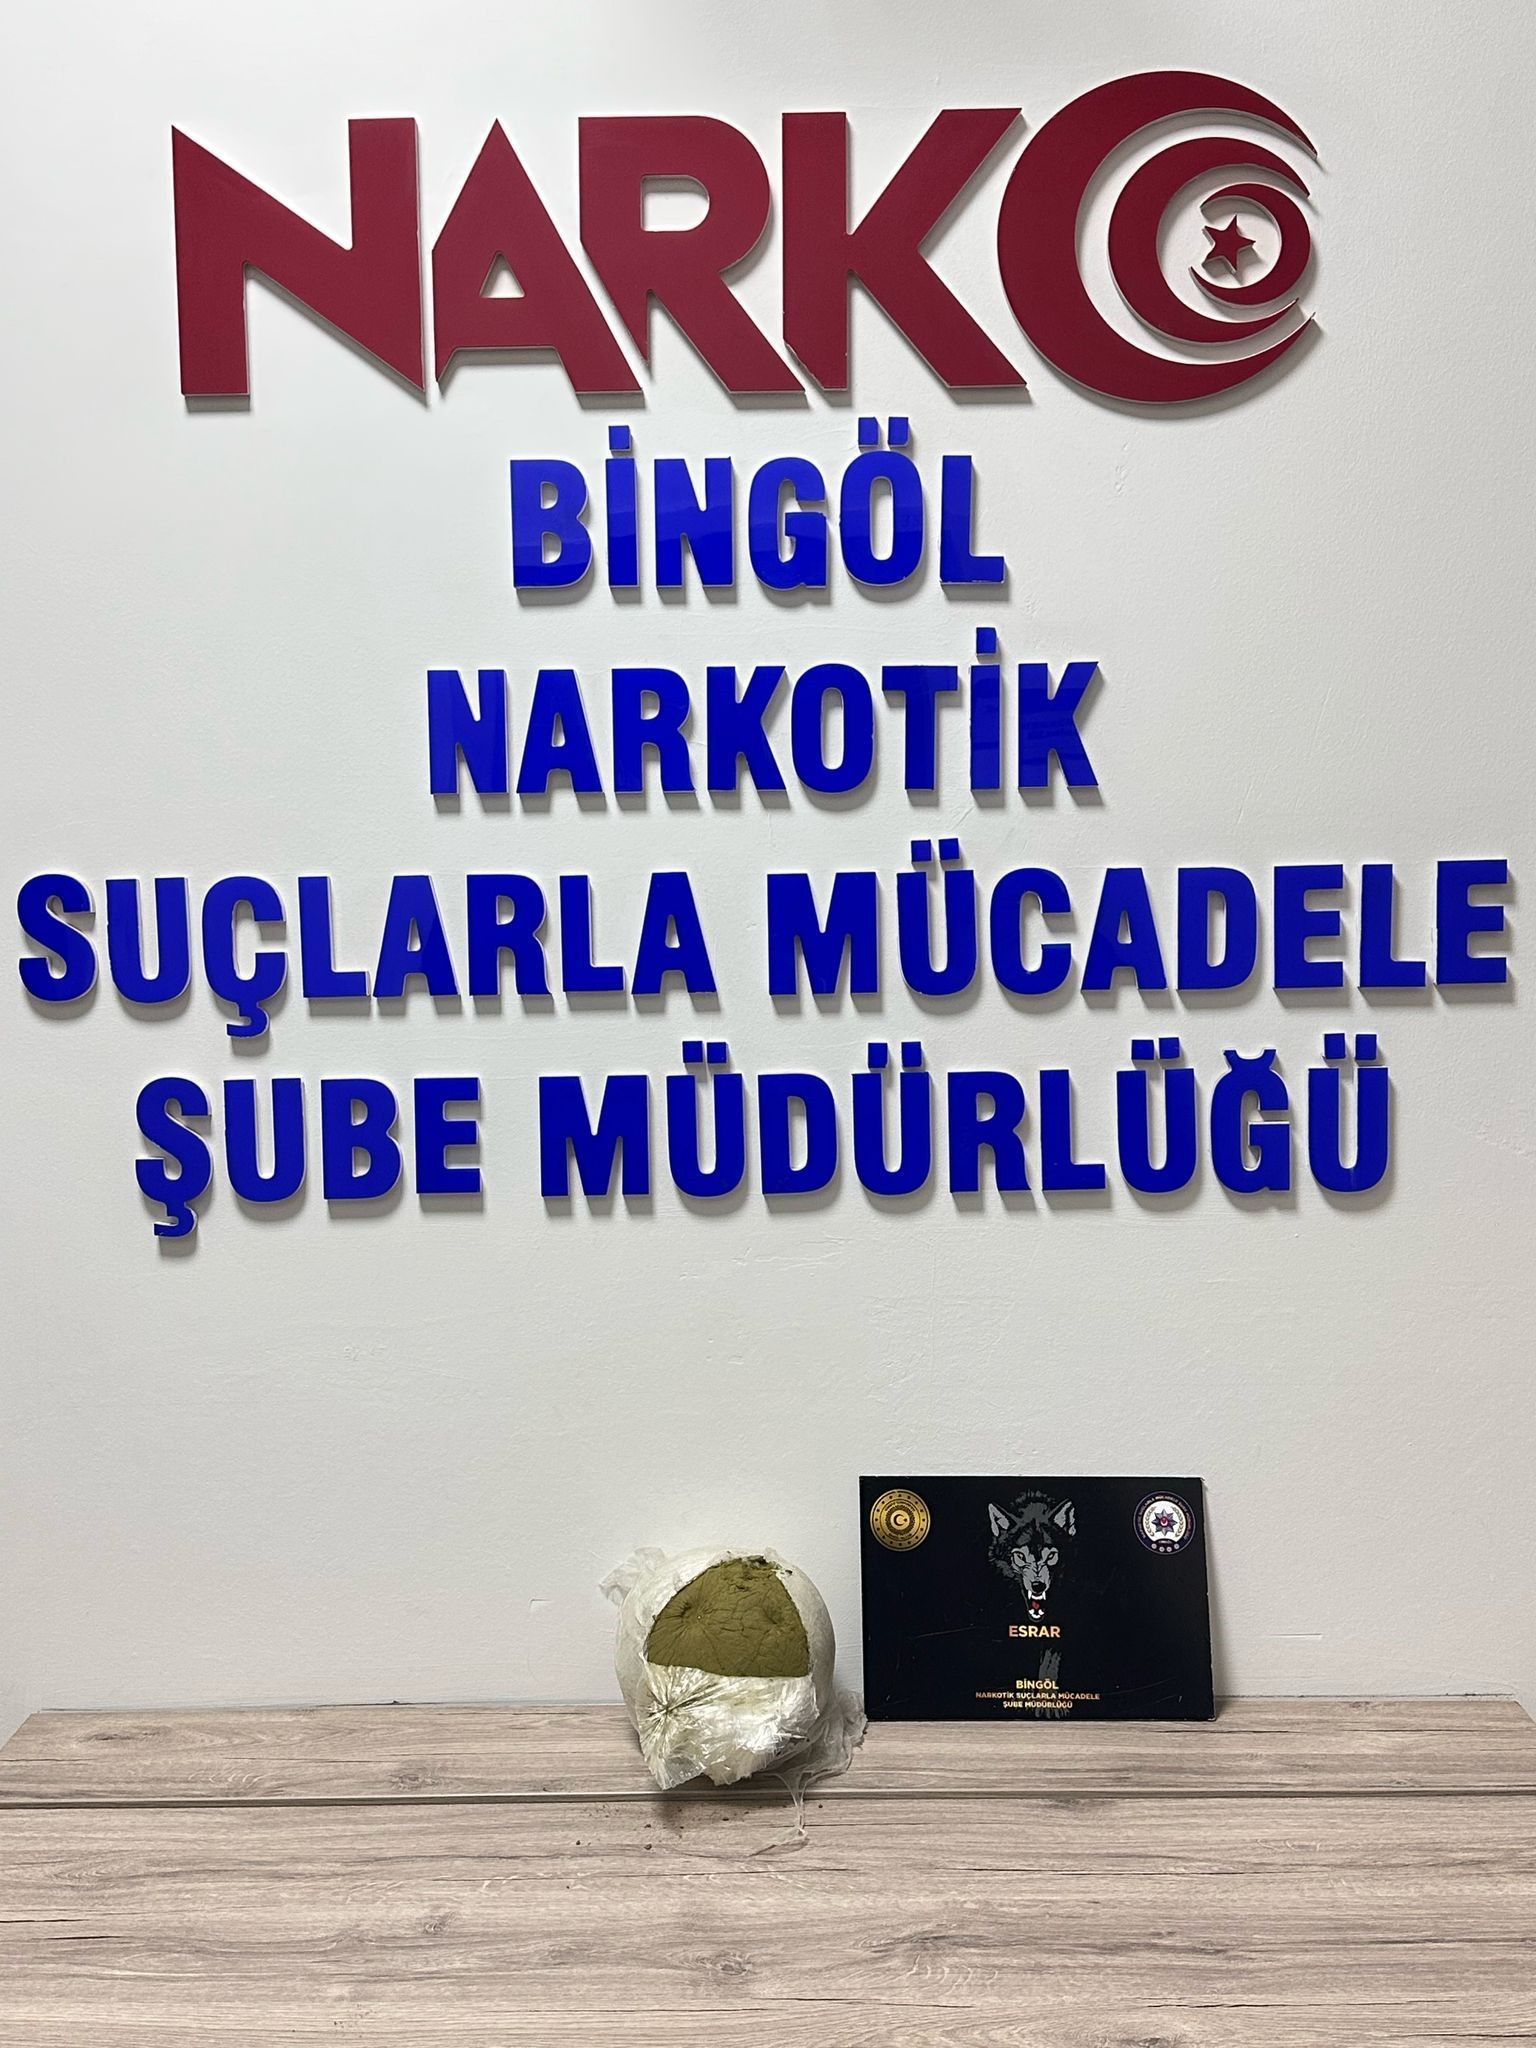 NARKO
BİNGÖL
NARKOTİK
SUÇLARLA MÜCADELE
ŞUBE MÜDÜRLÜĞÜ
ESRAR
BİNGÖL
NARKOTİK SUÇLARLA MÜCADELE
ŞUBE MÜDÜRLÜĞÜ